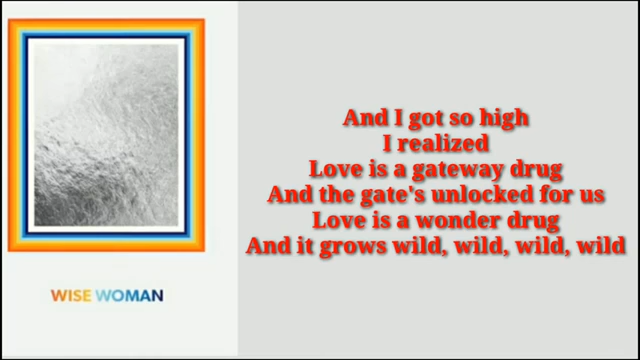 WISE WOMAN
And I got so high
I realized
Love is a gateway drug
And the gate's unlocked for us
Love is a wonder drug
And it grows wild, wild, wild, wild